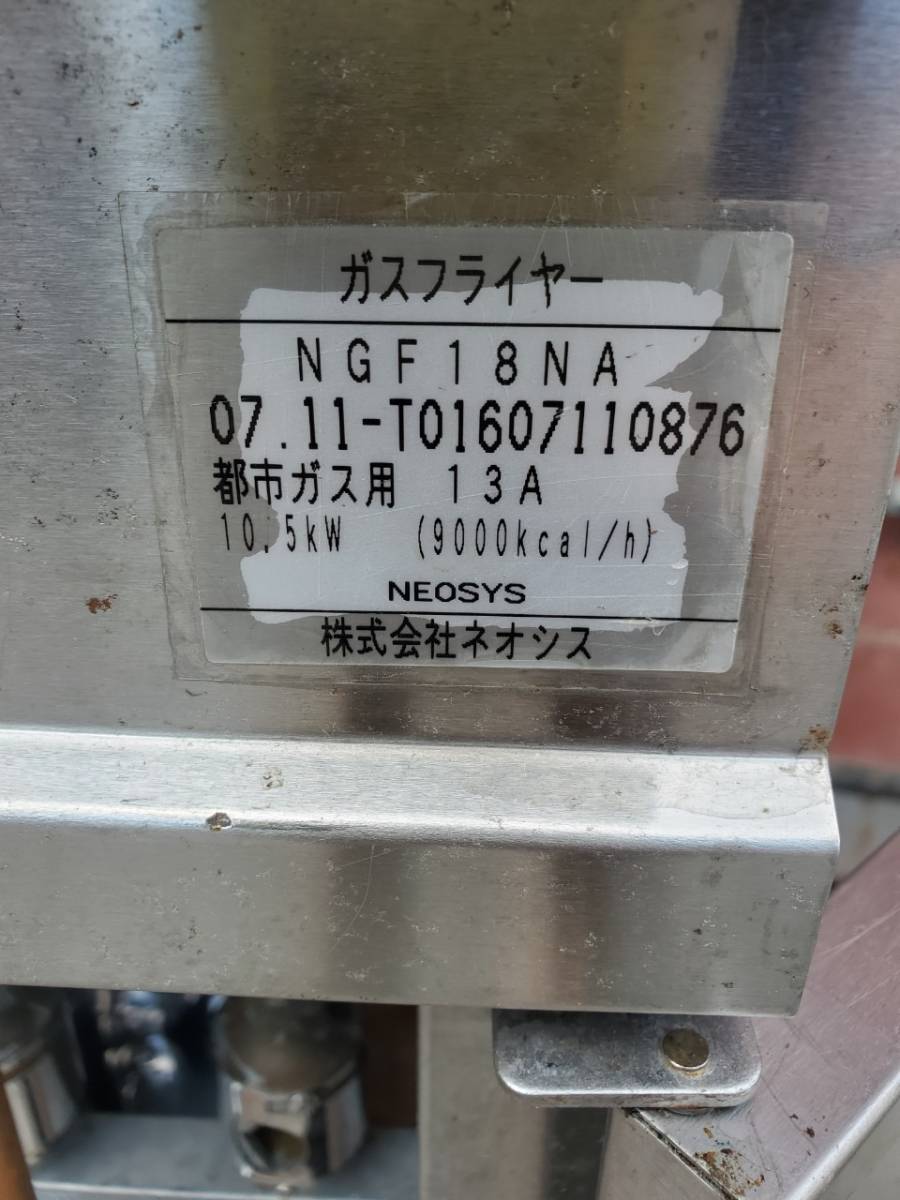 ガスフライヤー
NGF18NA
07.11-T01607110876
都市ガス用 13A
10.5kW (9000kcal/h)
NEOSYS
株式会社ネオシス